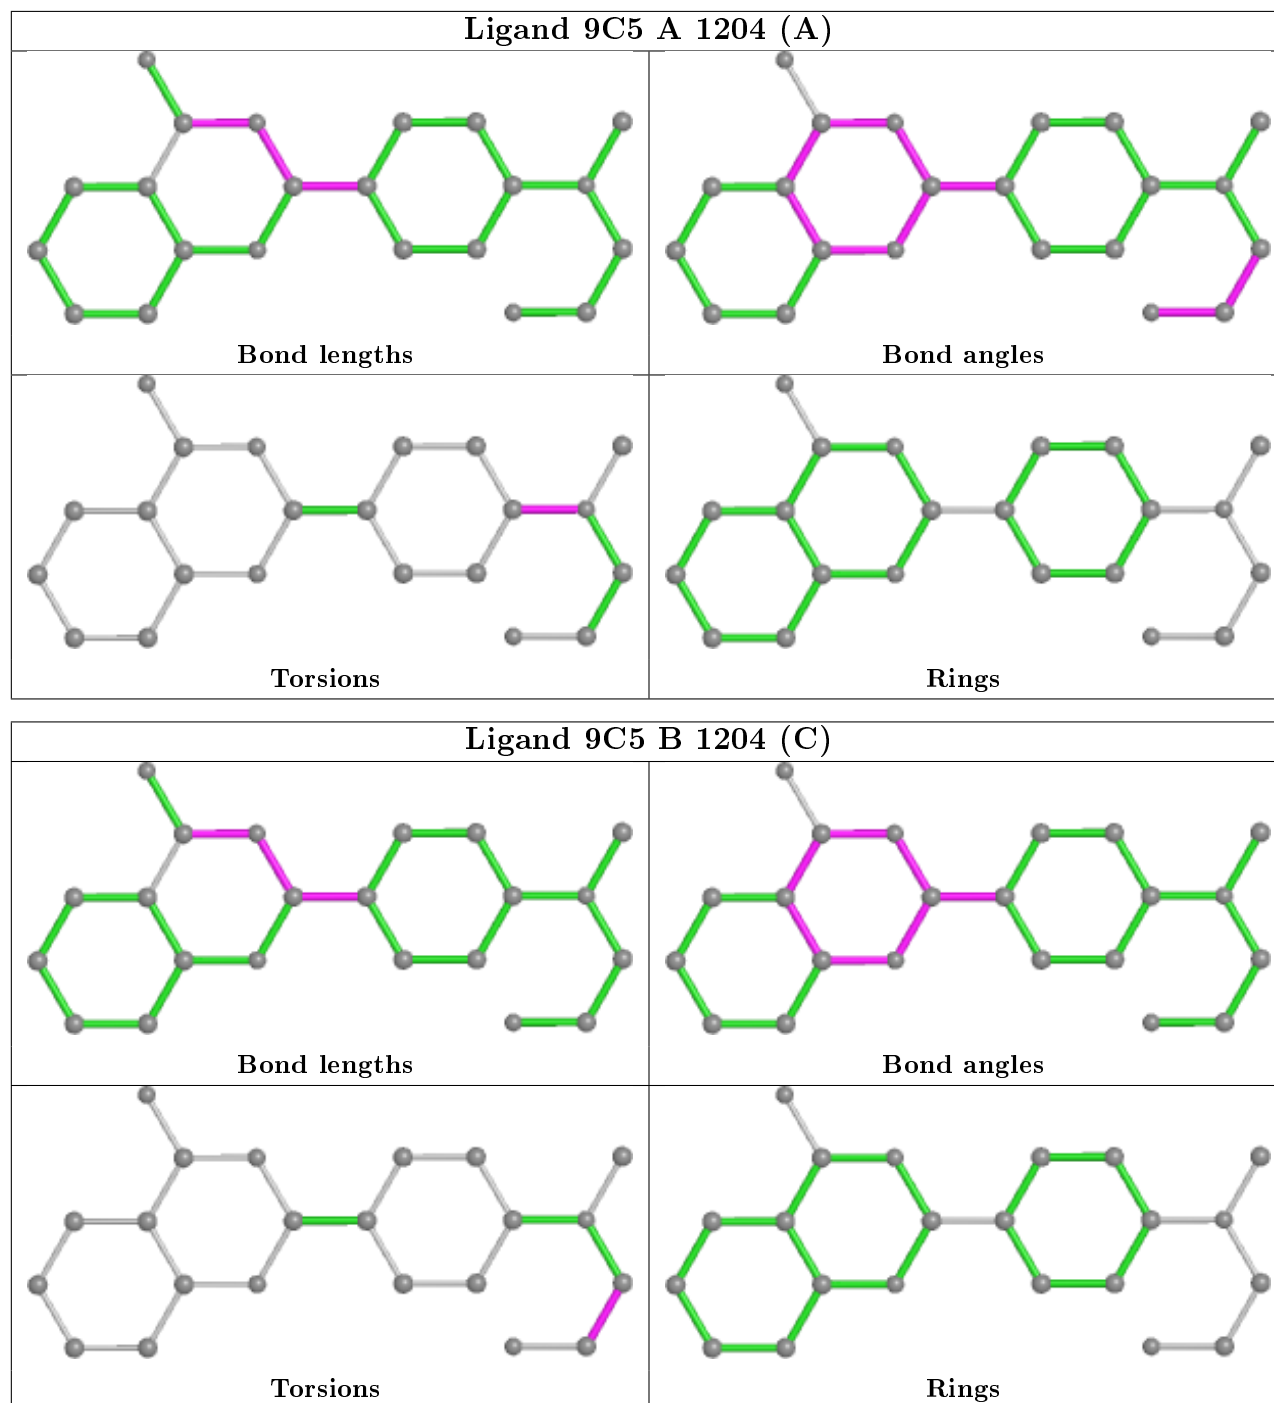 Ligand 9C5 A 1204 (A)
Bond lengths
Bond angles
Torsions
Rings
Ligand 9C5 B 1204 (C)
Bond lengths
Bond angles
Torsions
Rings